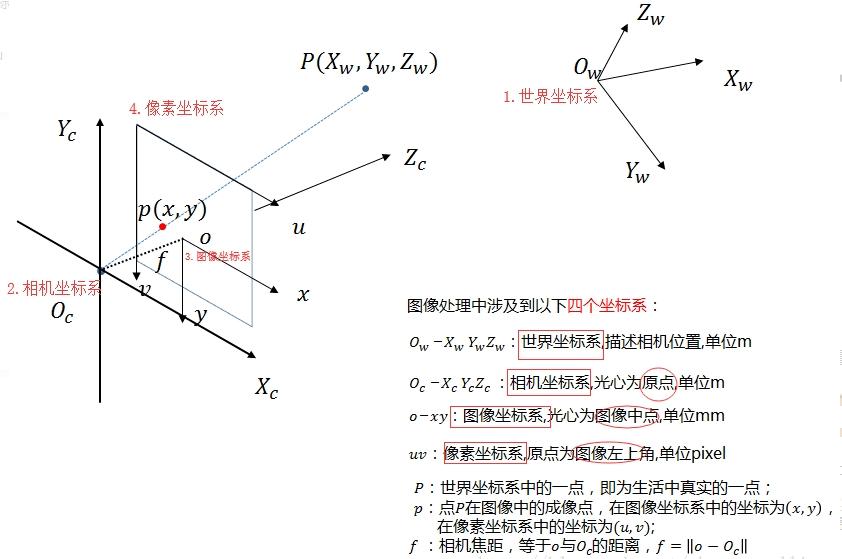 Z_w
P(X_w, Y_w, Z_w)
O_w
X_w
1.世界坐标系
4.像素坐标系
Y_c
Z_c
Y_w
p(x, y)
u
o
3.图像坐标系
f
2.相机坐标系
v
x
O_c
y
X_c
图像处理中涉及到以下四个坐标系：
O_w − X_w Y_w Z_w：世界坐标系,描述相机位置,单位m
O_c − X_c Y_c Z_c：相机坐标系,光心为原点,单位m
o − xy：图像坐标系,光心为图像中点,单位mm
uv：像素坐标系,原点为图像左上角,单位pixel
P：世界坐标系中的一点，即为生活中真实的一点；
p：点P在图像中的成像点，在图像坐标系中的坐标为(x, y)，
在像素坐标系中的坐标为(u, v);
f ：相机焦距，等于o与O_c的距离，f = ‖o − O_c‖